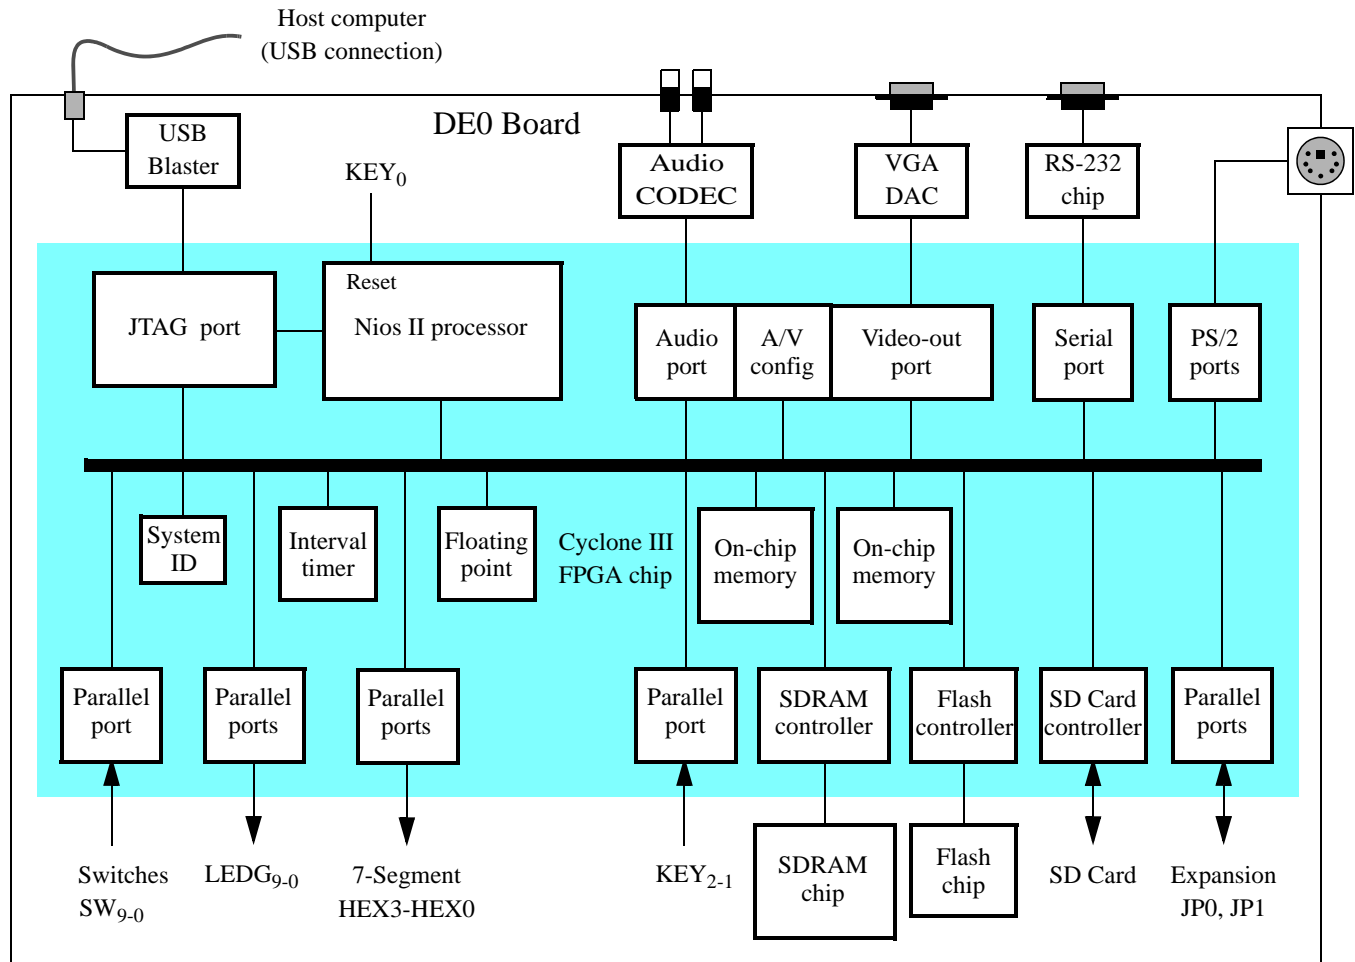 Host computer
(USB connection)
DE0 Board
USB
Blaster
KEY0
Audio
CODEC
VGA
DAC
RS-232
chip
Reset
JTAG port
Nios II processor
Audio
port
A/V
config
Video-out
port
Serial
port
PS/2
ports
System
ID
Interval
timer
Floating
point
Cyclone III
FPGA chip
On-chip
memory
On-chip
memory
Parallel
port
Parallel
ports
Parallel
ports
Parallel
port
SDRAM
controller
Flash
controller
SD Card
controller
Parallel
ports
Switches
SW9-0
LEDG9-0
7-Segment
HEX3-HEX0
KEY2-1
SDRAM
chip
Flash
chip
SD Card
Expansion
JP0, JP1